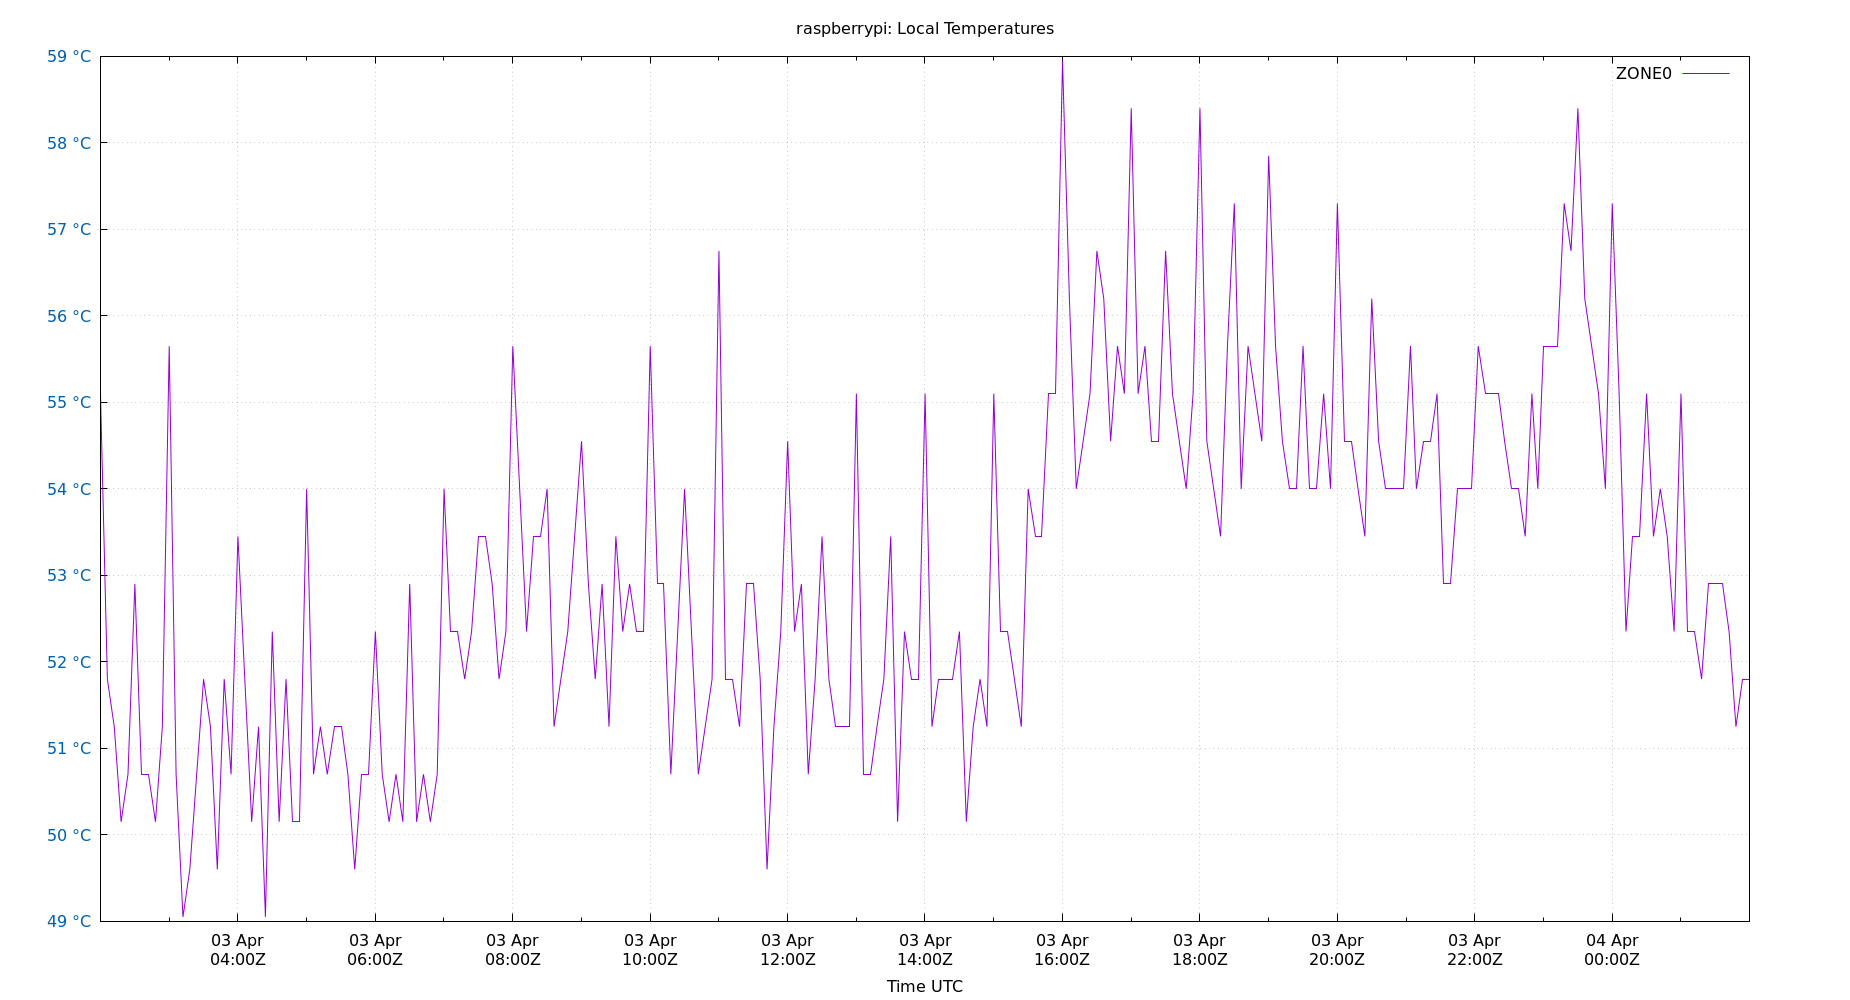 raspberrypi: Local Temperatures
59 °C
58 °C
57 °C
56 °C
55 °C
54 °C
53 °C
52 °C
51 °C
50 °C
49 °C
ZONE0
03 Apr
04:00Z
03 Apr
06:00Z
03 Apr
08:00Z
03 Apr
10:00Z
03 Apr
12:00Z
03 Apr
14:00Z
03 Apr
16:00Z
03 Apr
18:00Z
03 Apr
20:00Z
03 Apr
22:00Z
04 Apr
00:00Z
Time UTC